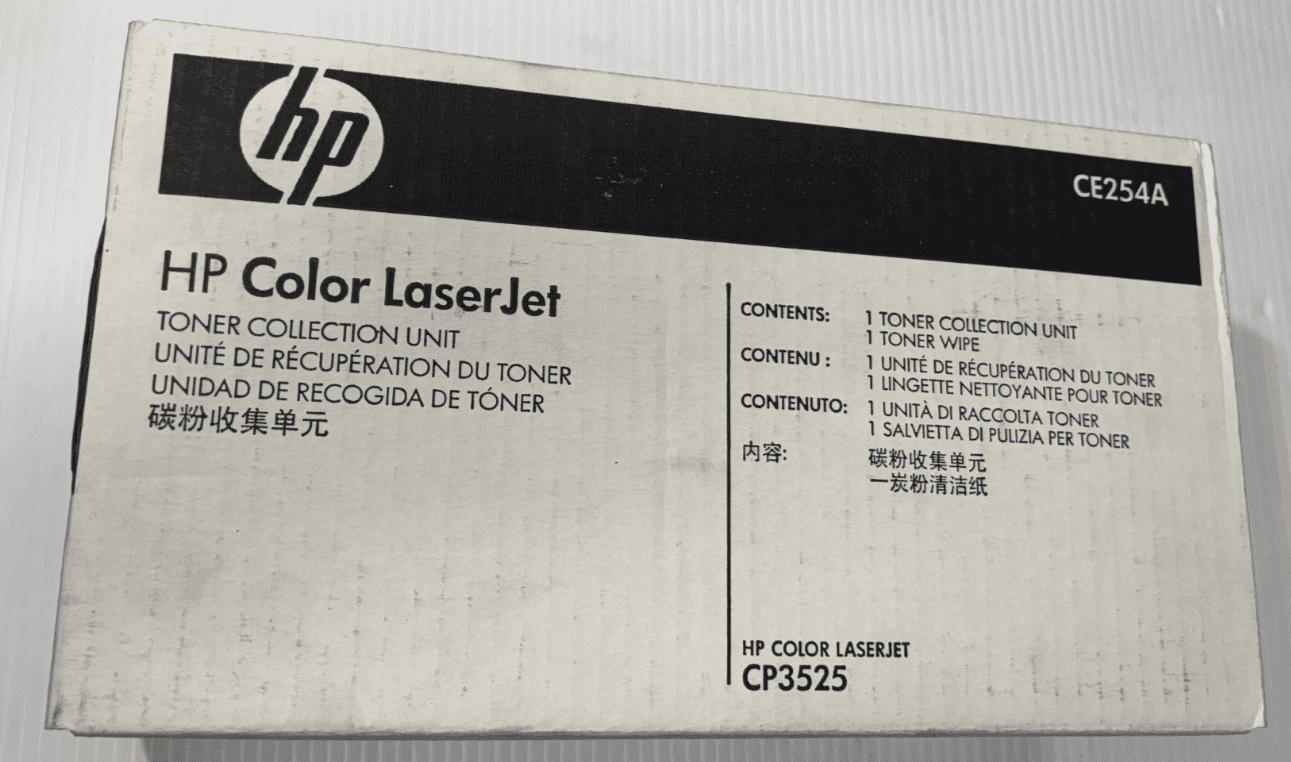 hp
CE254A
HP Color LaserJet
TONER COLLECTION UNIT
UNITÉ DE RÉCUPÉRATION DU TONER
UNIDAD DE RECOGIDA DE TÓNER
碳粉收集单元
CONTENTS: 1 TONER COLLECTION UNIT
1 TONER WIPE
CONTENU : 1 UNITÉ DE RÉCUPÉRATION DU TONER
1 LINGETTE NETTOYANTE POUR TONER
CONTENUTO: 1 UNITÀ DI RACCOLTA TONER
1 SALVIETTA DI PULIZIA PER TONER
内容: 碳粉收集单元
一炭粉清洁纸
HP COLOR LASERJET
CP3525